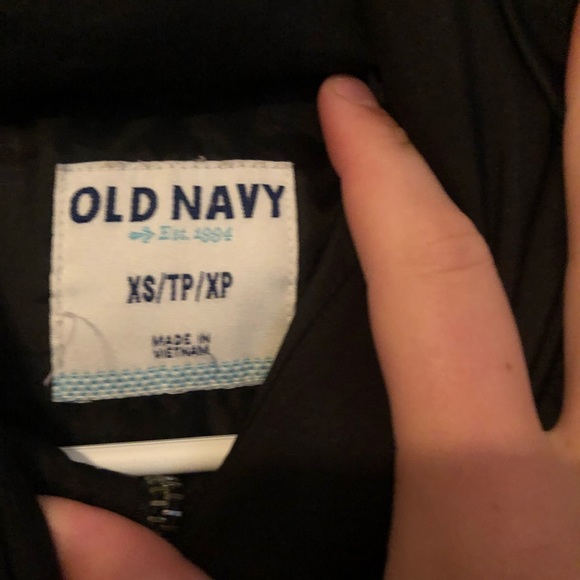 OLD NAVY
Est. 1994
XS/TP/XP
MADE IN
VIETNAM